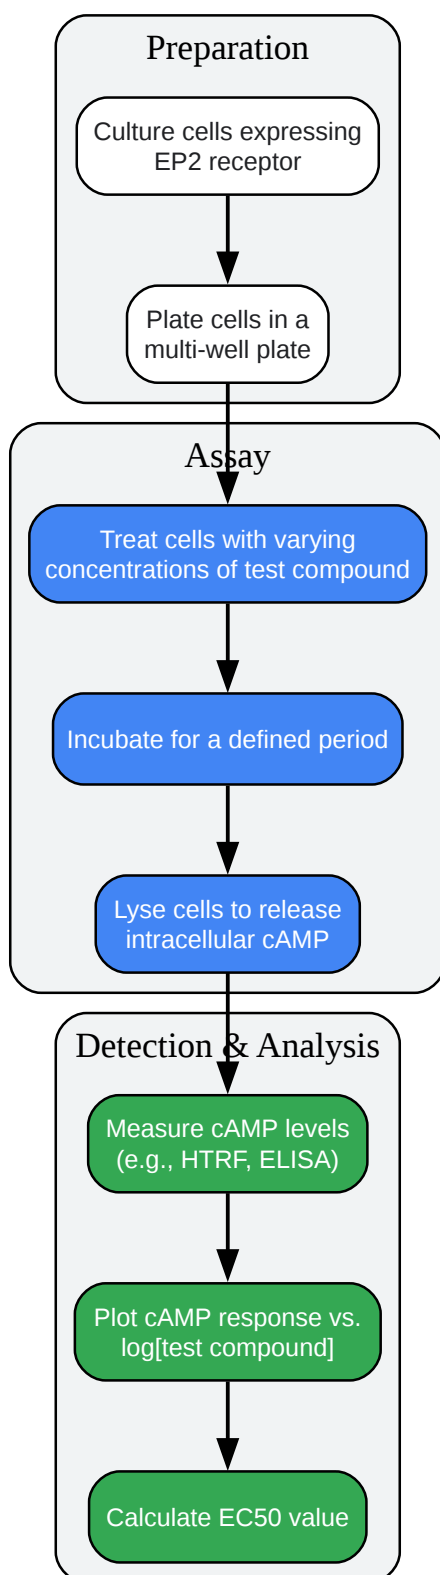 Preparation
Culture cells expressing
EP2 receptor
Plate cells in a
multi-well plate
Assay
Treat cells with varying
concentrations of test compound
Incubate for a defined period
Lyse cells to release
intracellular cAMP
Detection & Analysis
Measure cAMP levels
(e.g., HTRF, ELISA)
Plot cAMP response vs.
log[test compound]
Calculate EC50 value